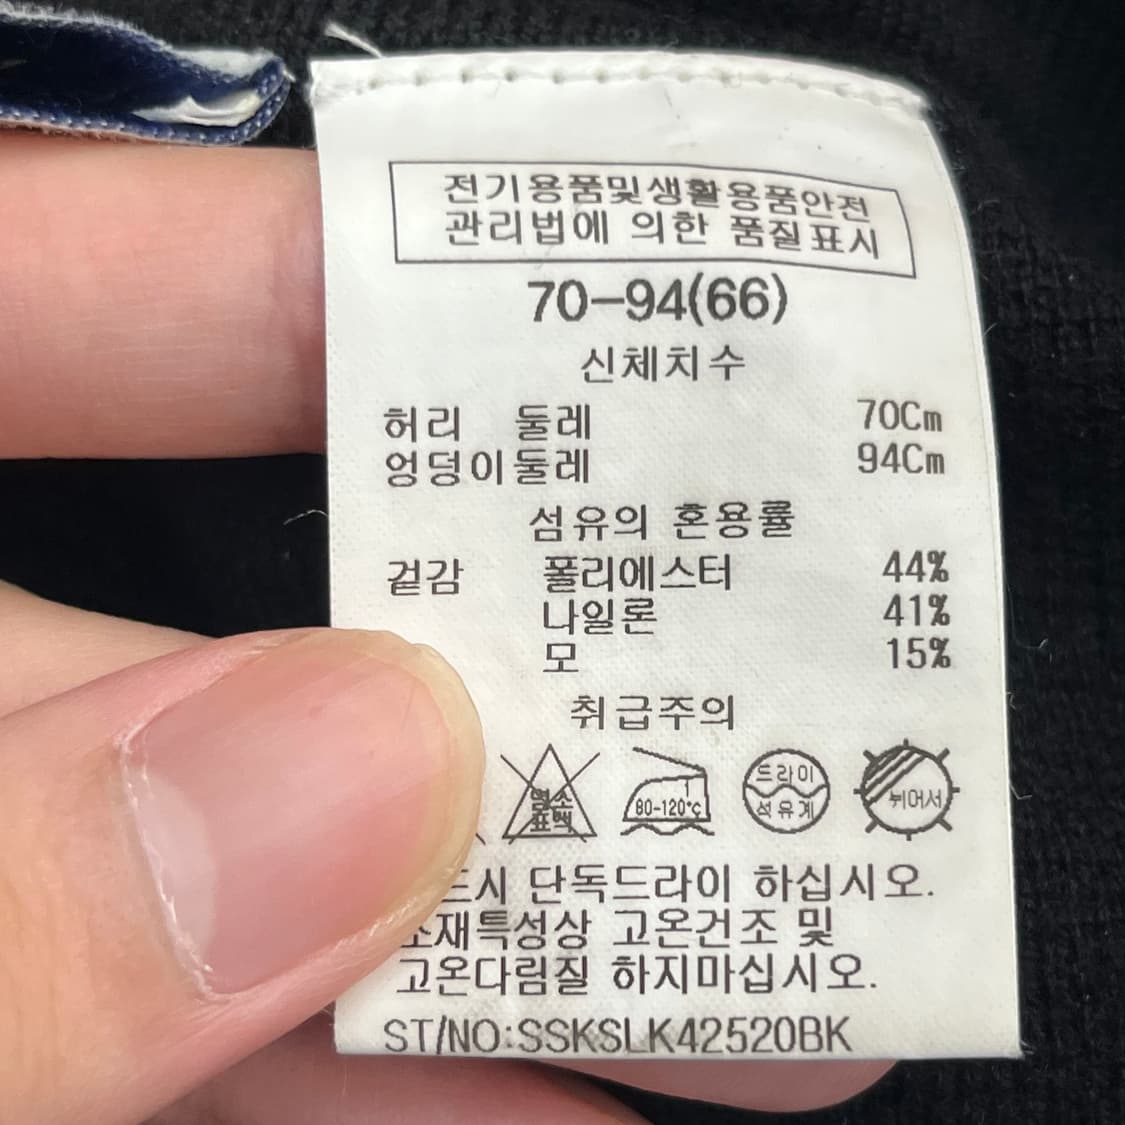 전기용품및생활용품안전
관리법에 의한 품질표시
70-94(66)
신체치수
허리 둘레 70Cm
엉덩이둘레 94Cm
섬유의 혼용률
겉감 폴리에스터 44%
나일론 41%
모 15%
취급주의
염소
표백
80-120℃
드라이
석유계
뉘어서
단독드라이 하십시오.
고온건조 및
고온다림질 하지마십시오.
ST/NO:SSKSLK42520BK